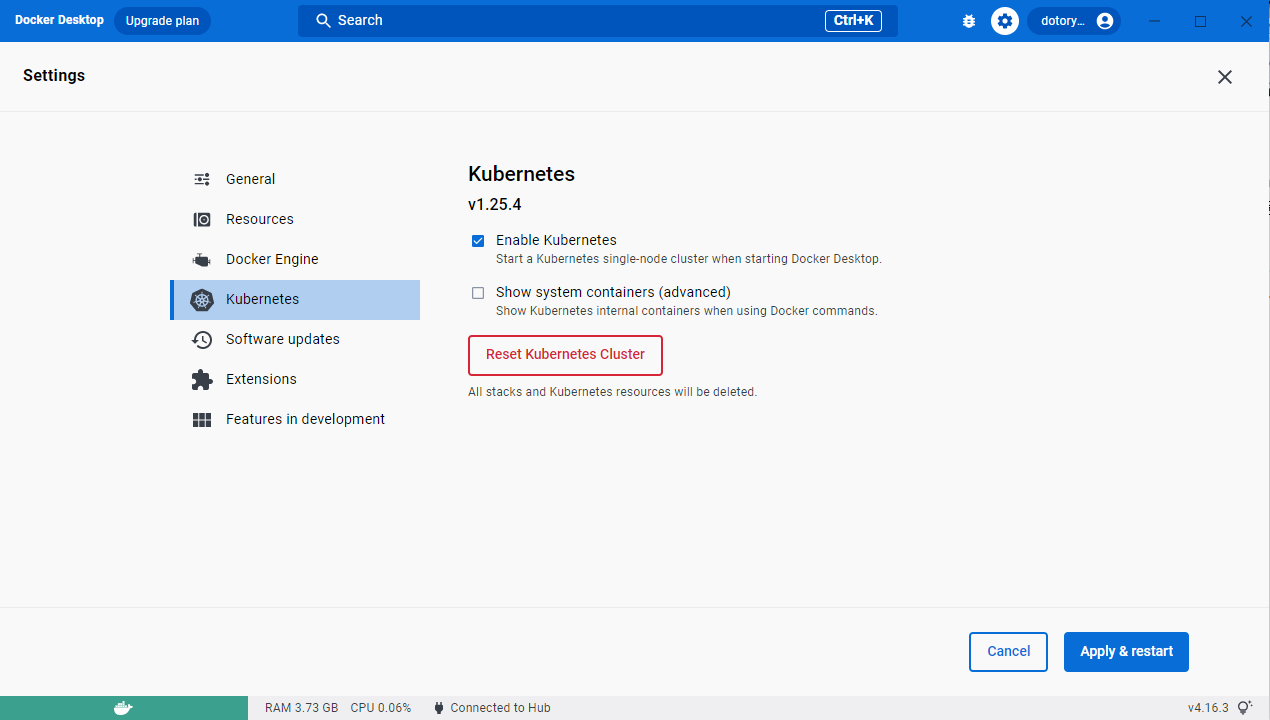 Docker Desktop
Upgrade plan
Search
Ctrl+K
dotory...
Settings
General
Resources
Docker Engine
Kubernetes
Software updates
Extensions
Features in development
Kubernetes
v1.25.4
Enable Kubernetes
Start a Kubernetes single-node cluster when starting Docker Desktop.
Show system containers (advanced)
Show Kubernetes internal containers when using Docker commands.
Reset Kubernetes Cluster
All stacks and Kubernetes resources will be deleted.
Cancel
Apply & restart
RAM 3.73 GB CPU 0.06% Connected to Hub
v4.16.3